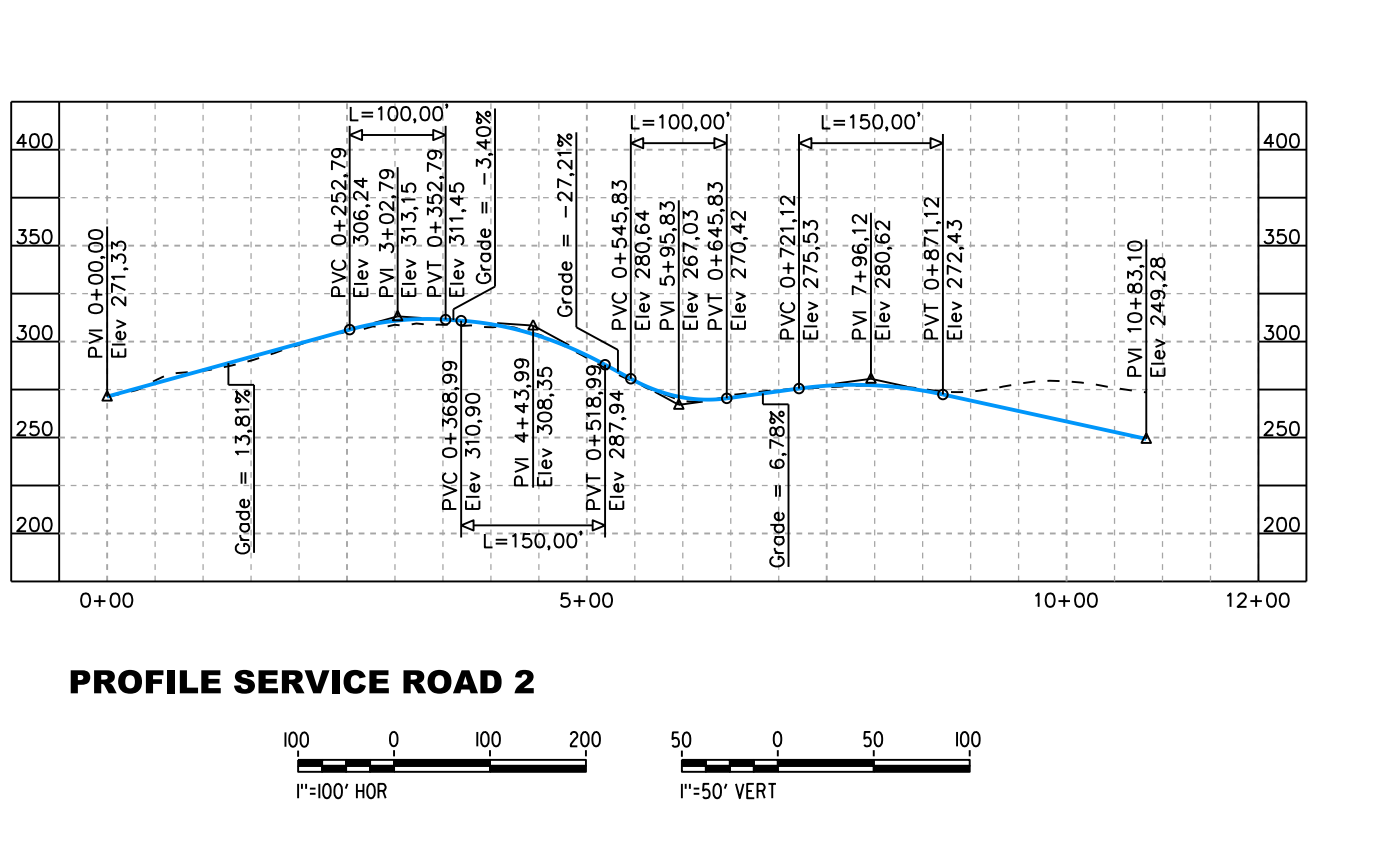 L=100,00'
L=100,00'
L=150,00'
400
400
350
350
300
300
250
250
200
200
PVI 0+00,00
Elev 271,33
Grade = 13,81%
PVC 0+252,79
Elev 306,24
PVI 3+02,79
Elev 313,15
PVT 0+352,79
Elev 311,45
Grade = -3,40%
PVC 0+368,99
Elev 310,90
PVI 4+43,99
Elev 308,35
PVT 0+518,99
Elev 287,94
L=150,00'
Grade = -27,21%
PVC 0+545,83
Elev 280,64
PVI 5+95,83
Elev 267,03
PVT 0+645,83
Elev 270,42
Grade = 6,78%
PVC 0+721,12
Elev 275,53
PVI 7+96,12
Elev 280,62
PVT 0+871,12
Elev 272,43
PVI 10+83,10
Elev 249,28
0+00 5+00 10+00 12+00
PROFILE SERVICE ROAD 2
100 0 100 200
1"=100' HOR
50 0 50 100
1"=50' VERT